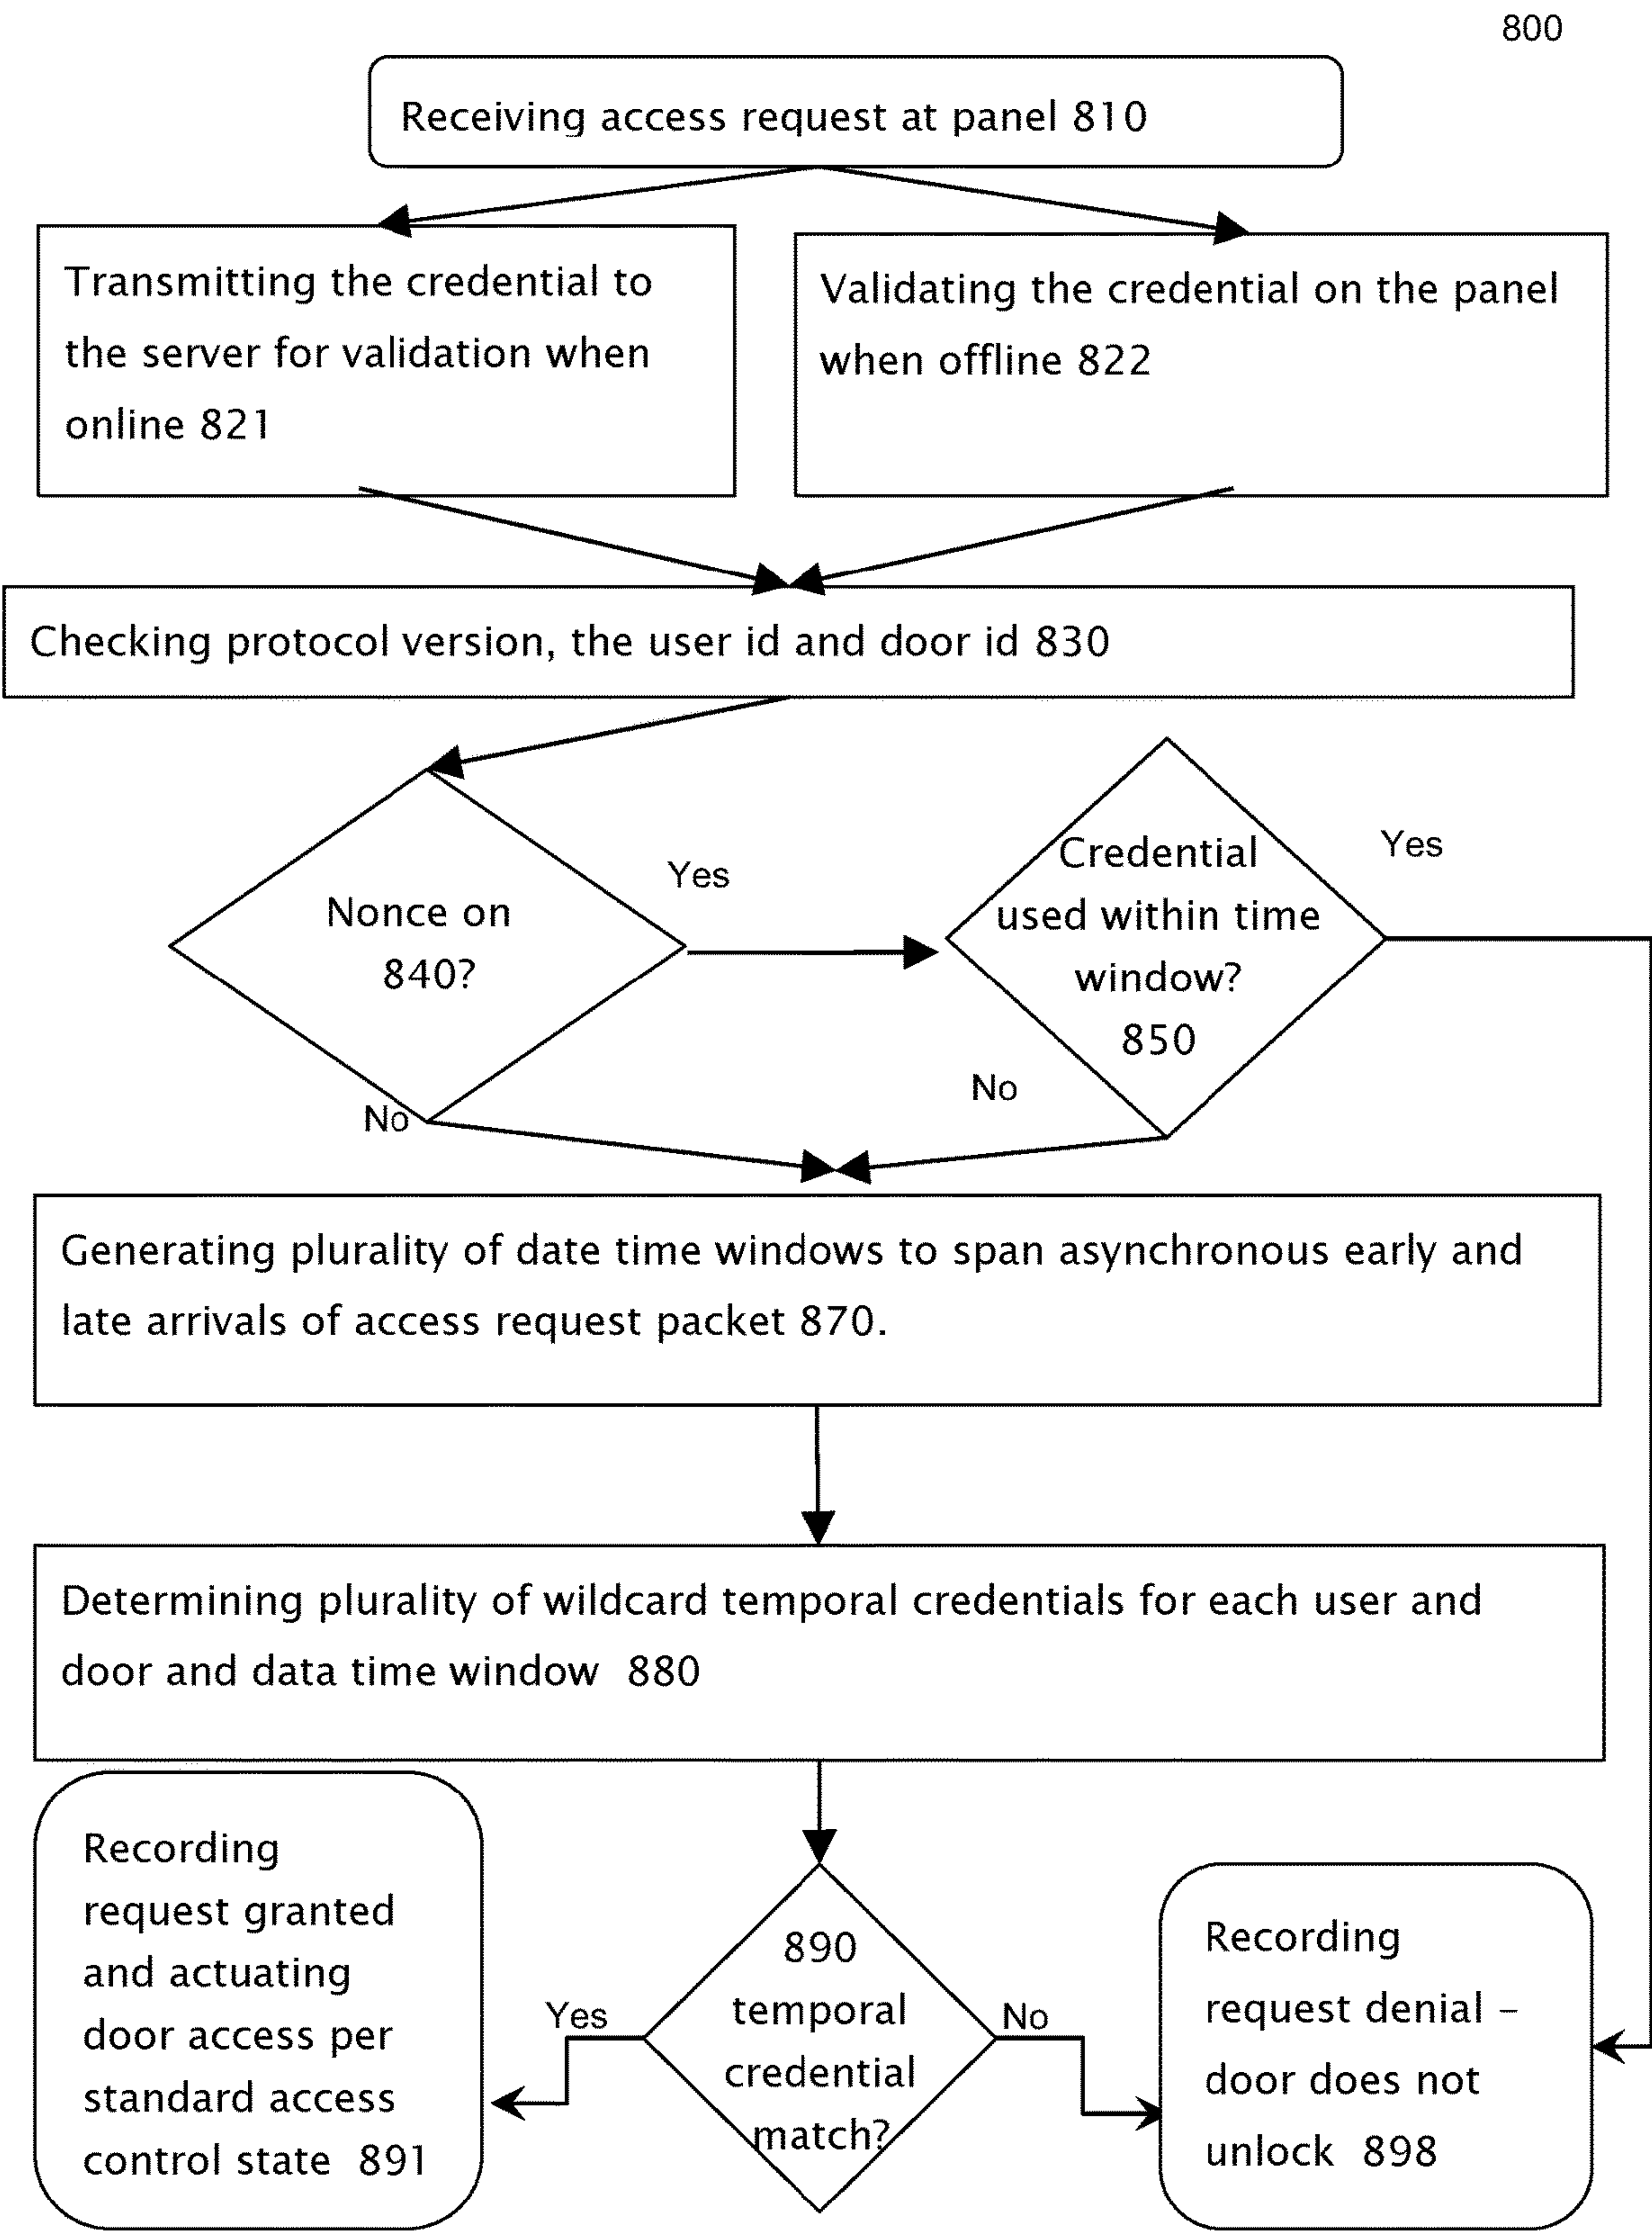 800
Receiving access request at panel 810
Transmitting the credential to
the server for validation when
online 821
Validating the credential on the panel
when offline 822
Checking protocol version, the user id and door id 830
Nonce on
840?
Yes
No
Credential
used within time
window?
850
Yes
No
Generating plurality of date time windows to span asynchronous early and
late arrivals of access request packet 870.
Determining plurality of wildcard temporal credentials for each user and
door and data time window 880
Recording
request granted
and actuating
door access per
standard access
control state 891
Yes
890
temporal
credential
match?
No
Recording
request denial –
door does not
unlock 898